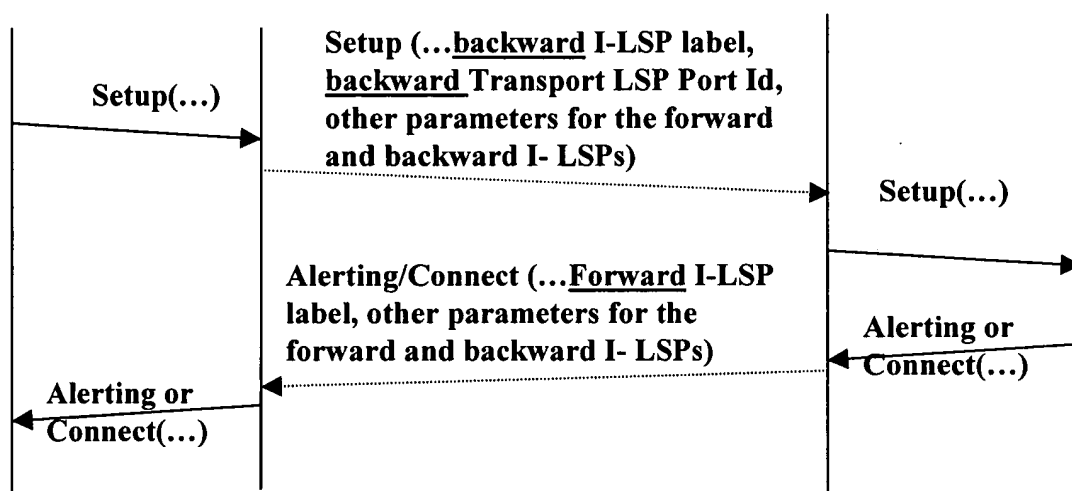 Setup (...backward I-LSP label,
backward Transport LSP Port Id,
other parameters for the forward
and backward I- LSPs)
Setup(...)
Setup(...)
Alerting/Connect (...Forward I-LSP
label, other parameters for the
forward and backward I- LSPs)
Alerting or
Connect(...)
Alerting or
Connect(...)